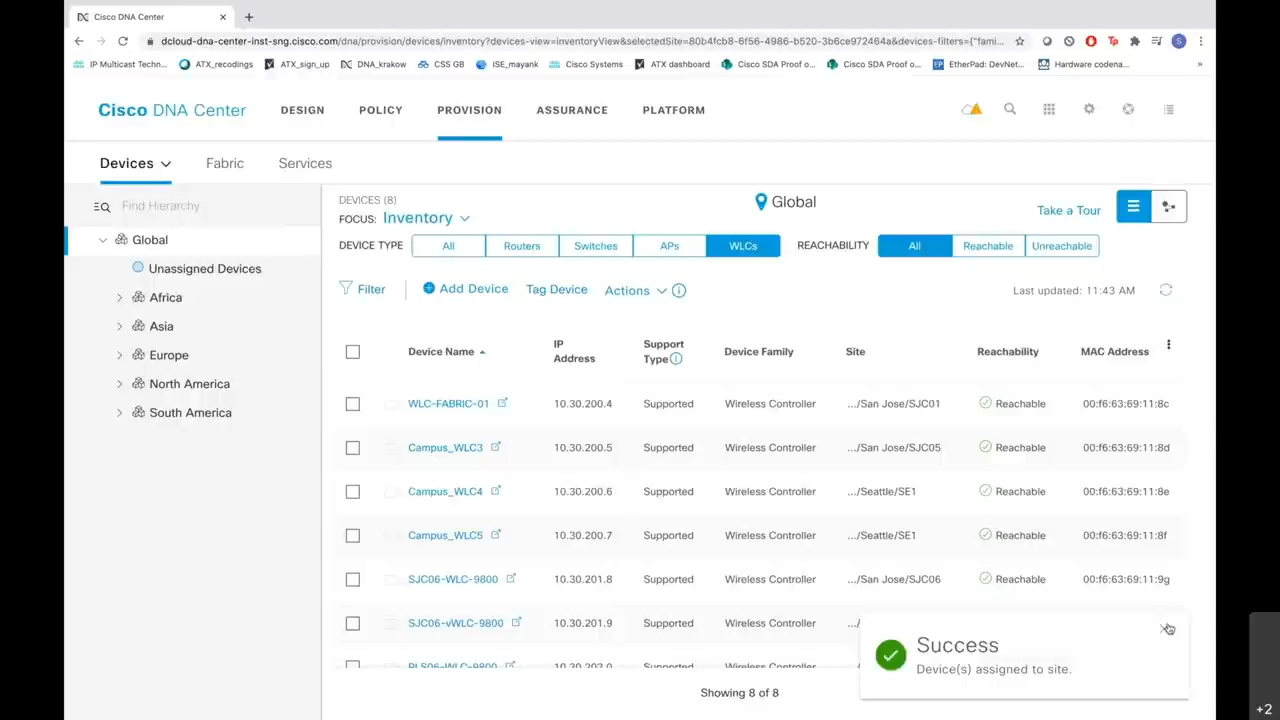 Cisco DNA Center
dcloud-dna-center-inst-sng.cisco.com/dna/provision/devices/inventory?devices-view=inventoryView&selectedSite=80b4fcb8-6f56-4986-b520-3b6ce972464a&devices-filters={"fami...
IP Multicast Techn... ATX_recodings ATX_sign_up DNA_krakow CSS GB ISE_mayank Cisco Systems ATX dashboard Cisco SDA Proof o... Cisco SDA Proof o... EtherPad: DevNet... Hardware codena... »
Cisco DNA Center DESIGN POLICY PROVISION ASSURANCE PLATFORM
Devices Fabric Services
Find Hierarchy
Global
Unassigned Devices
Africa
Asia
Europe
North America
South America
DEVICES (8)
FOCUS: Inventory
Global
Take a Tour
DEVICE TYPE All Routers Switches APs WLCs REACHABILITY All Reachable Unreachable
Filter Add Device Tag Device Actions Last updated: 11:43 AM
Device Name IP Address Support Type Device Family Site Reachability MAC Address
WLC-FABRIC-01 10.30.200.4 Supported Wireless Controller .../San Jose/SJC01 Reachable 00:f6:63:69:11:8c
Campus_WLC3 10.30.200.5 Supported Wireless Controller .../San Jose/SJC05 Reachable 00:f6:63:69:11:8d
Campus_WLC4 10.30.200.6 Supported Wireless Controller .../Seattle/SE1 Reachable 00:f6:63:69:11:8e
Campus_WLC5 10.30.200.7 Supported Wireless Controller .../Seattle/SE1 Reachable 00:f6:63:69:11:8f
SJC06-WLC-9800 10.30.201.8 Supported Wireless Controller .../San Jose/SJC06 Reachable 00:f6:63:69:11:9g
SJC06-vWLC-9800 10.30.201.9 Supported Wireless Controller .../
Supported Wireless Controller
Success
Device(s) assigned to site.
Showing 8 of 8
+2